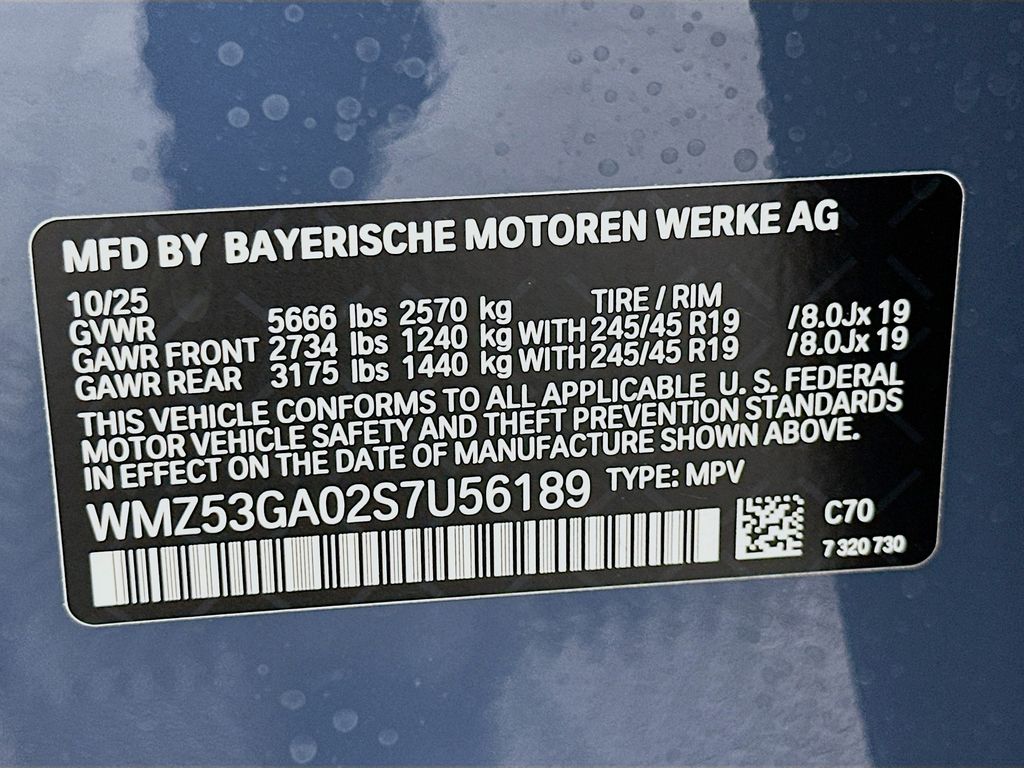 MFD BY BAYERISCHE MOTOREN WERKE AG
10/25 TIRE / RIM
GVWR 5666 lbs 2570 kg
GAWR FRONT 2734 lbs 1240 kg WITH 245/45 R19 /8.0Jx 19
GAWR REAR 3175 lbs 1440 kg WITH 245/45 R19 /8.0Jx 19
THIS VEHICLE CONFORMS TO ALL APPLICABLE U. S. FEDERAL
MOTOR VEHICLE SAFETY AND THEFT PREVENTION STANDARDS
IN EFFECT ON THE DATE OF MANUFACTURE SHOWN ABOVE.
WMZ53GA02S7U56189 TYPE: MPV
C70
7 320 730